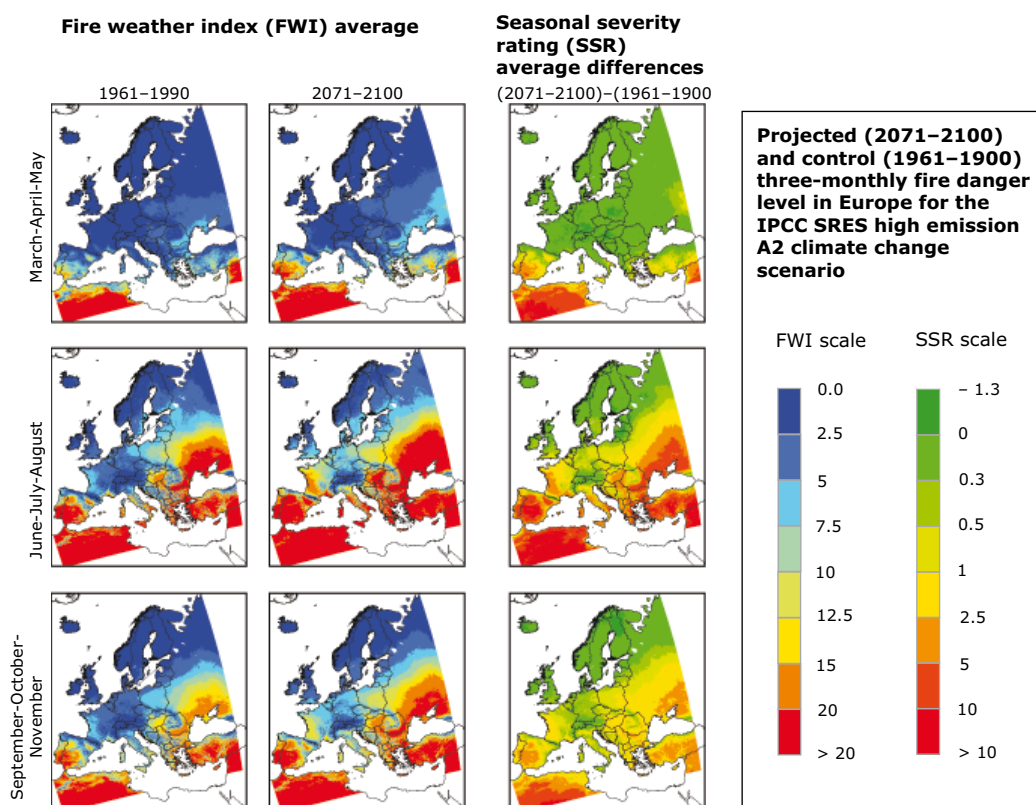 Fire weather index (FWI) average
Seasonal severity
rating (SSR)
average differences
1961–1990
2071–2100
(2071–2100)–(1961–1900
March-April-May
June-July-August
September-October-
November
Projected (2071–2100)
and control (1961–1900)
three-monthly fire danger
level in Europe for the
IPCC SRES high emission
A2 climate change
scenario
FWI scale
0.0
2.5
5
7.5
10
12.5
15
20
> 20
SSR scale
– 1.3
0
0.3
0.5
1
2.5
5
10
> 10